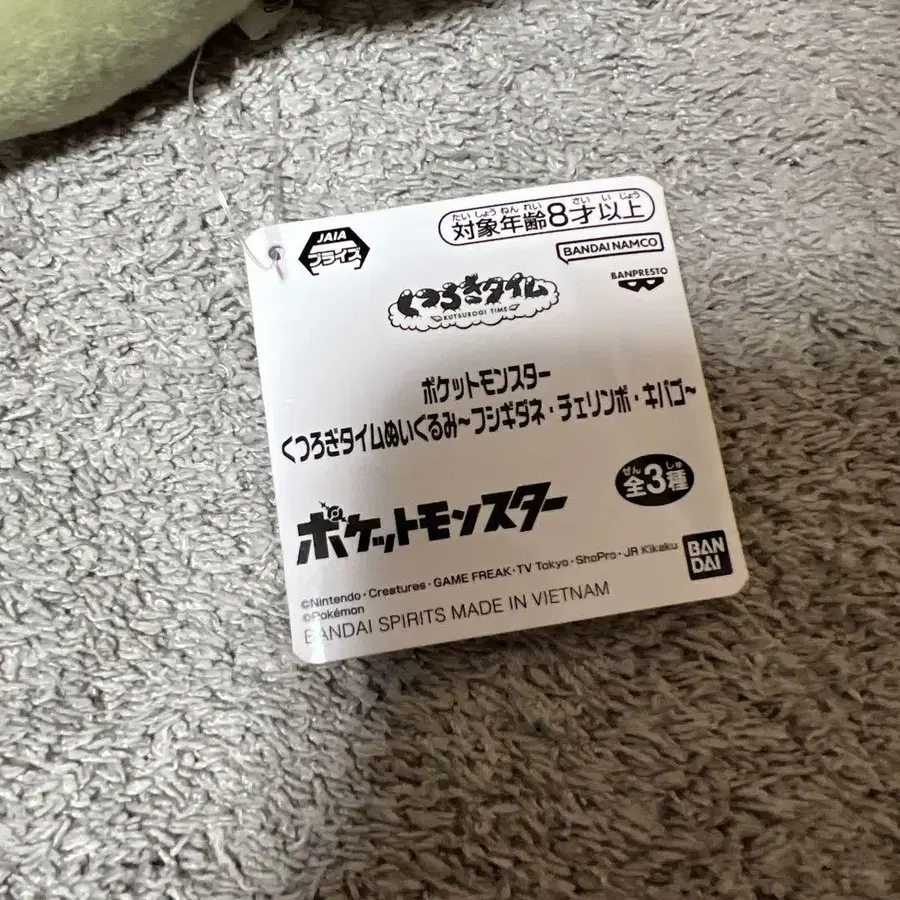 JAIA
プライズ
たいしょうねんれい さいいじょう
対象年齢8才以上
BANDAI NAMCO
BANPRESTO
くつろぎタイム
KUTSUROGI TIME
ポケットモンスター
くつろぎタイムぬいぐるみ~フシギダネ・チェリンボ・キバゴ~
ぜん しゅ
全3種
ポケットモンスター
©Nintendo・Creatures・GAME FREAK・TV Tokyo・ShoPro・JR Kikaku
©Pokémon
BANDAI SPIRITS MADE IN VIETNAM
BAN
DAI